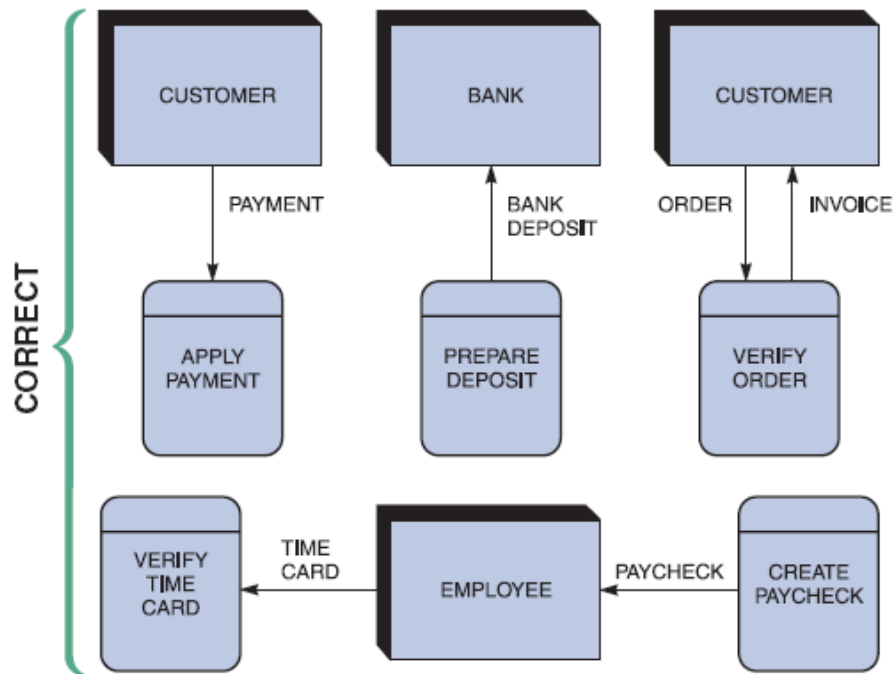 CORRECT
CUSTOMER
BANK
CUSTOMER
PAYMENT
BANK
DEPOSIT
ORDER
INVOICE
APPLY
PAYMENT
PREPARE
DEPOSIT
VERIFY
ORDER
VERIFY
TIME
CARD
TIME
CARD
EMPLOYEE
PAYCHECK
CREATE
PAYCHECK